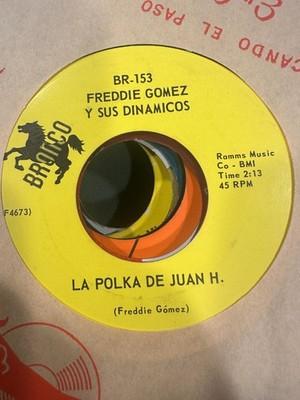 CANDO EL PASO
BR-153
FREDDIE GOMEZ
Y SUS DINAMICOS
BRONCO
Ramms Music
Co - BMI
Time 2:13
45 RPM
F4673)
LA POLKA DE JUAN H.
(Freddie Gómez)